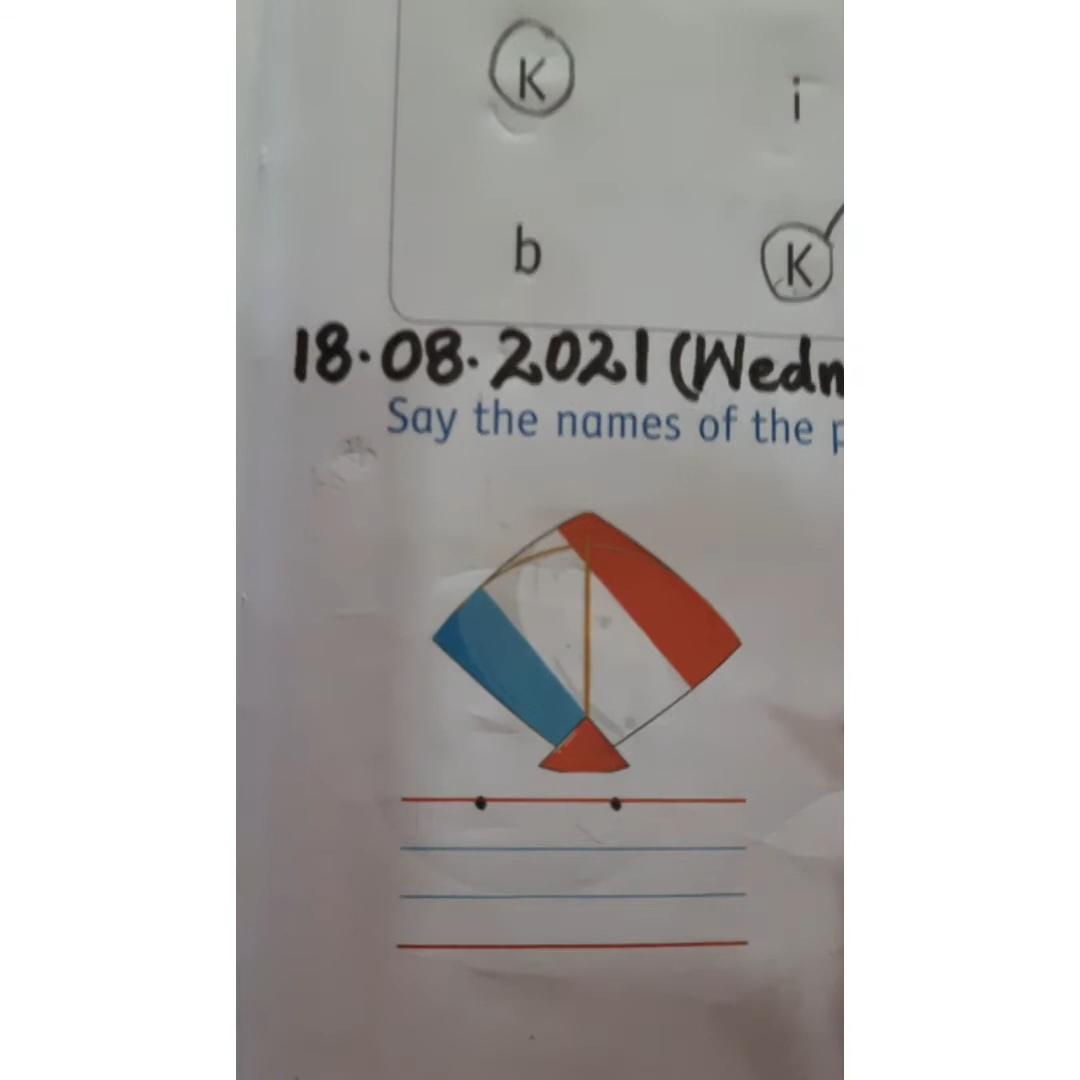 K i
b K
18.08.2021 (Wedn
Say the names of the p